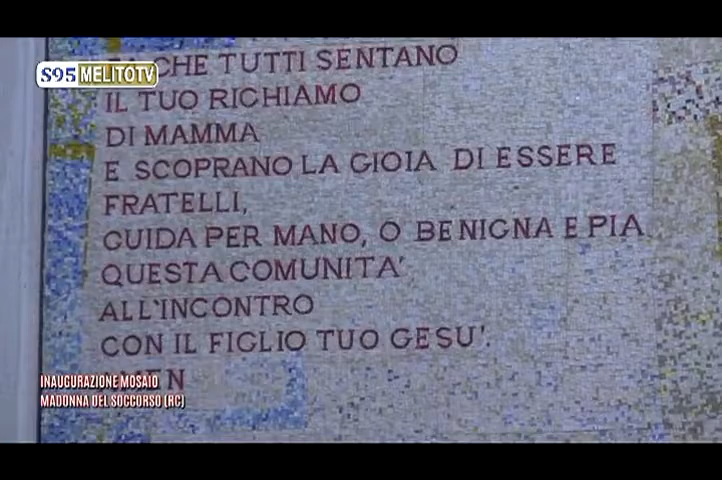 S95 MELITOTV
CHE TUTTI SENTANO
IL TUO RICHIAMO
DI MAMMA
E SCOPRANO LA GIOIA DI ESSERE
FRATELLI,
GUIDA PER MANO, O BENIGNA E PIA
QUESTA COMUNITA'
ALL'INCONTRO
CON IL FIGLIO TUO GESU'.
INAUGURAZIONE MOSAIO
MADONNA DEL SOCCORSO (RC)